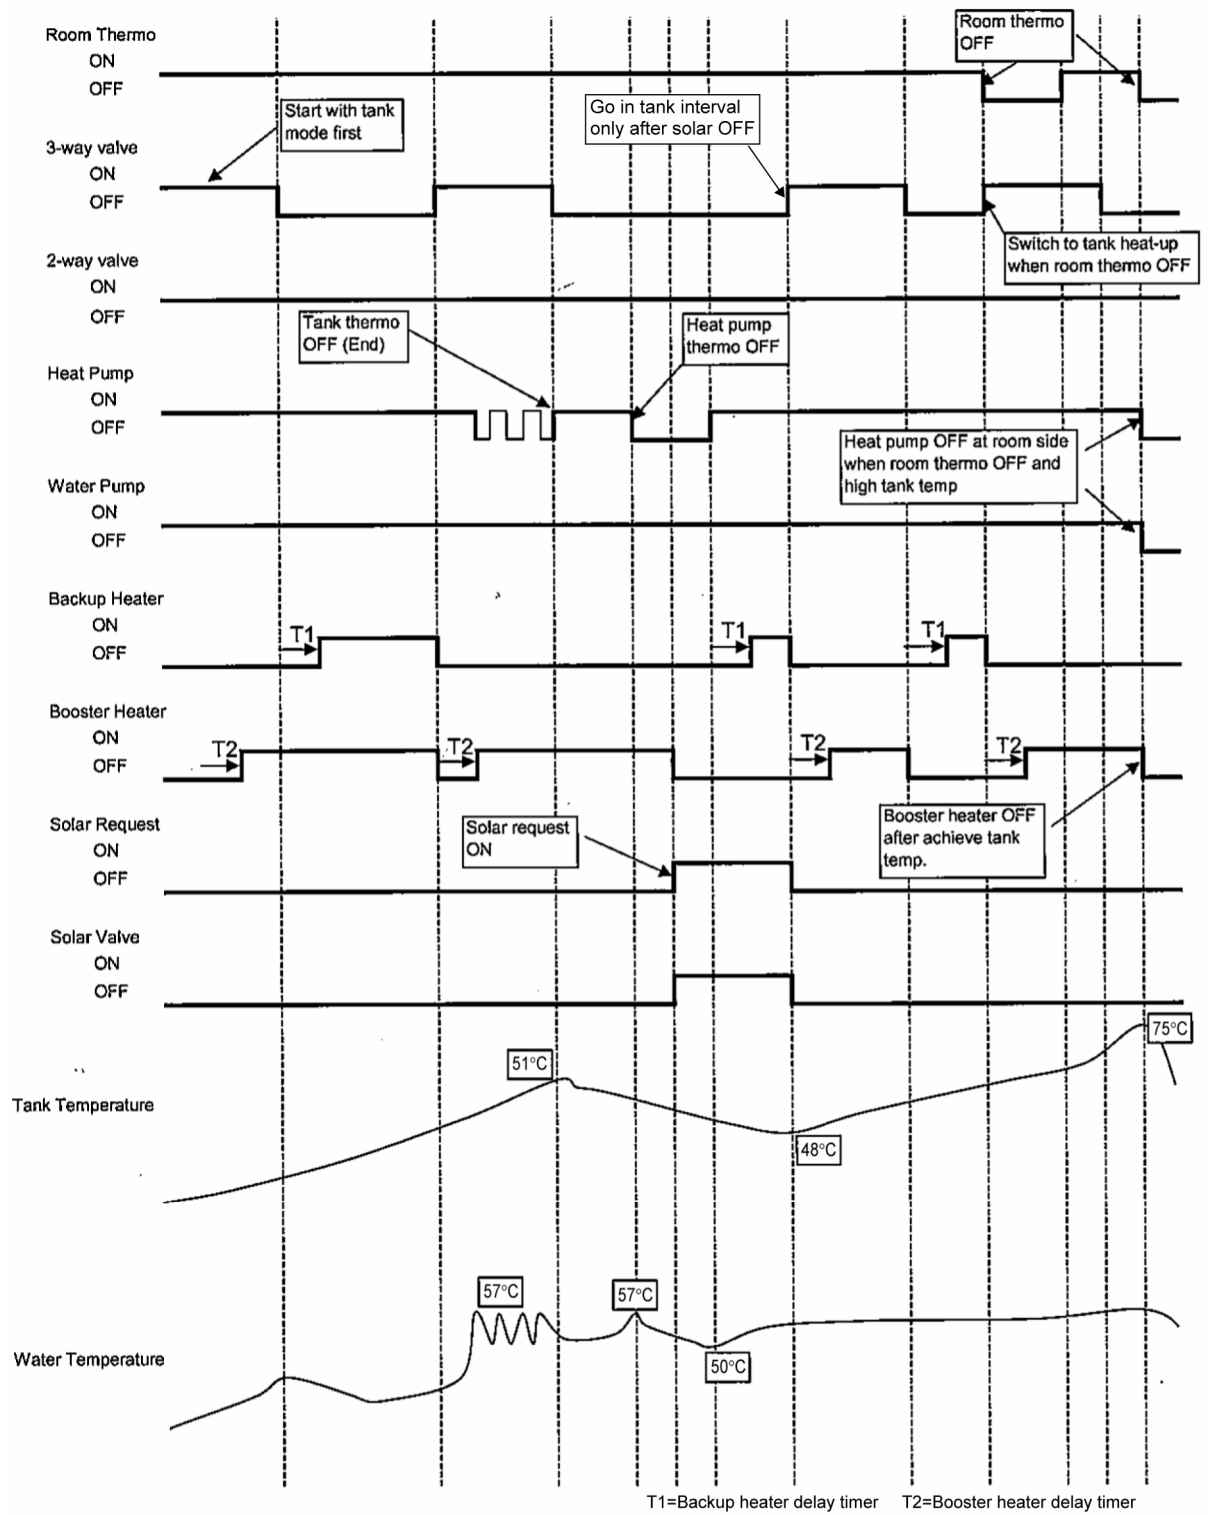 Room Thermo
ON
OFF
Room thermo
OFF
Start with tank
mode first
Go in tank interval
only after solar OFF
3-way valve
ON
OFF
Switch to tank heat-up
when room thermo OFF
2-way valve
ON
OFF
Tank thermo
OFF (End)
Heat pump
thermo OFF
Heat Pump
ON
OFF
Heat pump OFF at room side
when room thermo OFF and
high tank temp
Water Pump
ON
OFF
Backup Heater
ON
OFF
T1
T1
T1
Booster Heater
ON
OFF
T2
T2
T2
T2
Booster heater OFF
after achieve tank
temp.
Solar Request
ON
OFF
Solar request
ON
Solar Valve
ON
OFF
75°C
51°C
Tank Temperature
48°C
57°C
57°C
Water Temperature
50°C
T1=Backup heater delay timer
T2=Booster heater delay timer